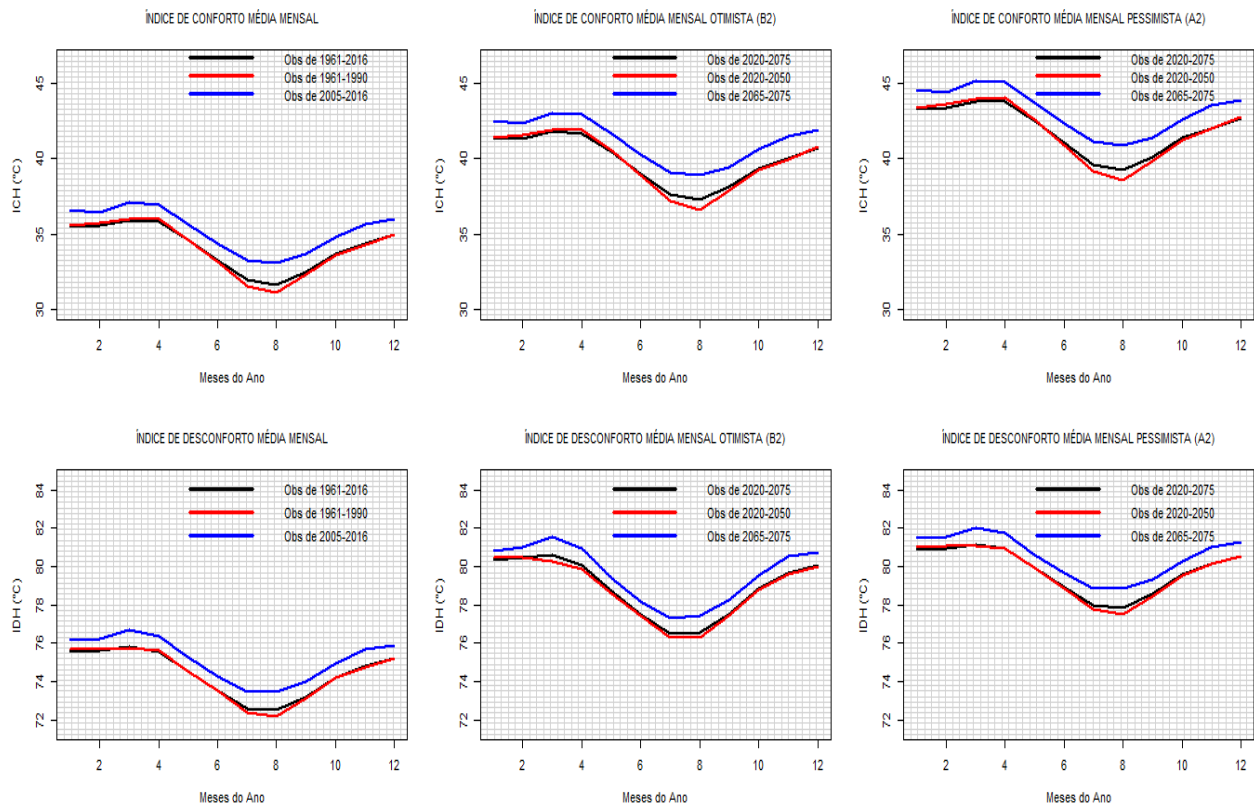 ÍNDICE DE CONFORTO MÉDIA MENSAL
Obs de 1961-2016
Obs de 1961-1990
Obs de 2005-2016
ICH (°C)
45
40
35
30
2 4 6 8 10 12
Meses do Ano
ÍNDICE DE CONFORTO MÉDIA MENSAL OTIMISTA (B2)
Obs de 2020-2075
Obs de 2020-2050
Obs de 2065-2075
ICH (°C)
45
40
35
30
2 4 6 8 10 12
Meses do Ano
ÍNDICE DE CONFORTO MÉDIA MENSAL PESSIMISTA (A2)
Obs de 2020-2075
Obs de 2020-2050
Obs de 2065-2075
ICH (°C)
45
40
35
30
2 4 6 8 10 12
Meses do Ano
ÍNDICE DE DESCONFORTO MÉDIA MENSAL
Obs de 1961-2016
Obs de 1961-1990
Obs de 2005-2016
IDH (°C)
84
82
80
78
76
74
72
2 4 6 8 10 12
Meses do Ano
ÍNDICE DE DESCONFORTO MÉDIA MENSAL OTIMISTA (B2)
Obs de 2020-2075
Obs de 2020-2050
Obs de 2065-2075
IDH (°C)
84
82
80
78
76
74
72
2 4 6 8 10 12
Meses do Ano
ÍNDICE DE DESCONFORTO MÉDIA MENSAL PESSIMISTA (A2)
Obs de 2020-2075
Obs de 2020-2050
Obs de 2065-2075
IDH (°C)
84
82
80
78
76
74
72
2 4 6 8 10 12
Meses do Ano